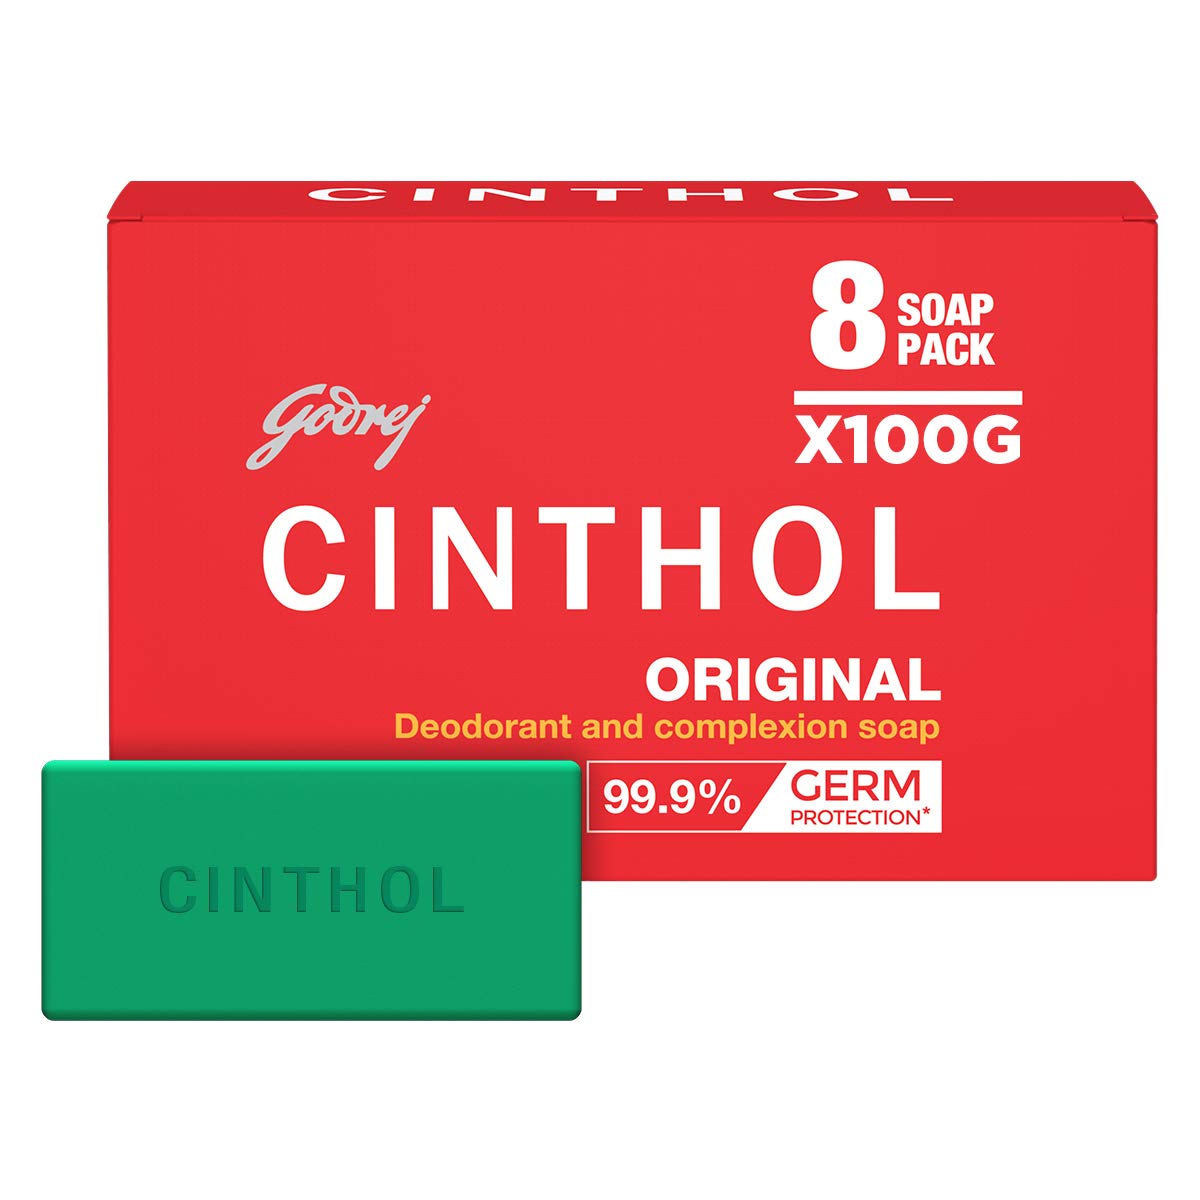 CINTHOL
8 SOAP
PACK
X100G
Godrej
CINTHOL
ORIGINAL
Deodorant and complexion soap
99.9% GERM
PROTECTION*
CINTHOL